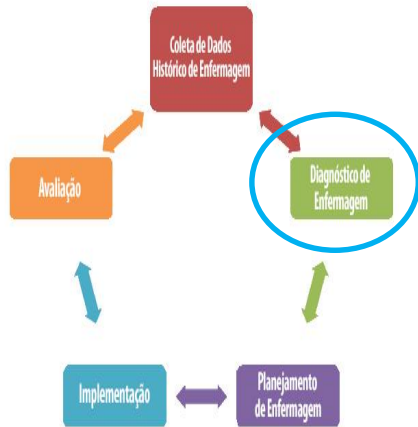 Coleta de Dados
Histórico de Enfermagem
Diagnóstico de
Enfermagem
Planejamento
de Enfermagem
Implementação
Avaliação